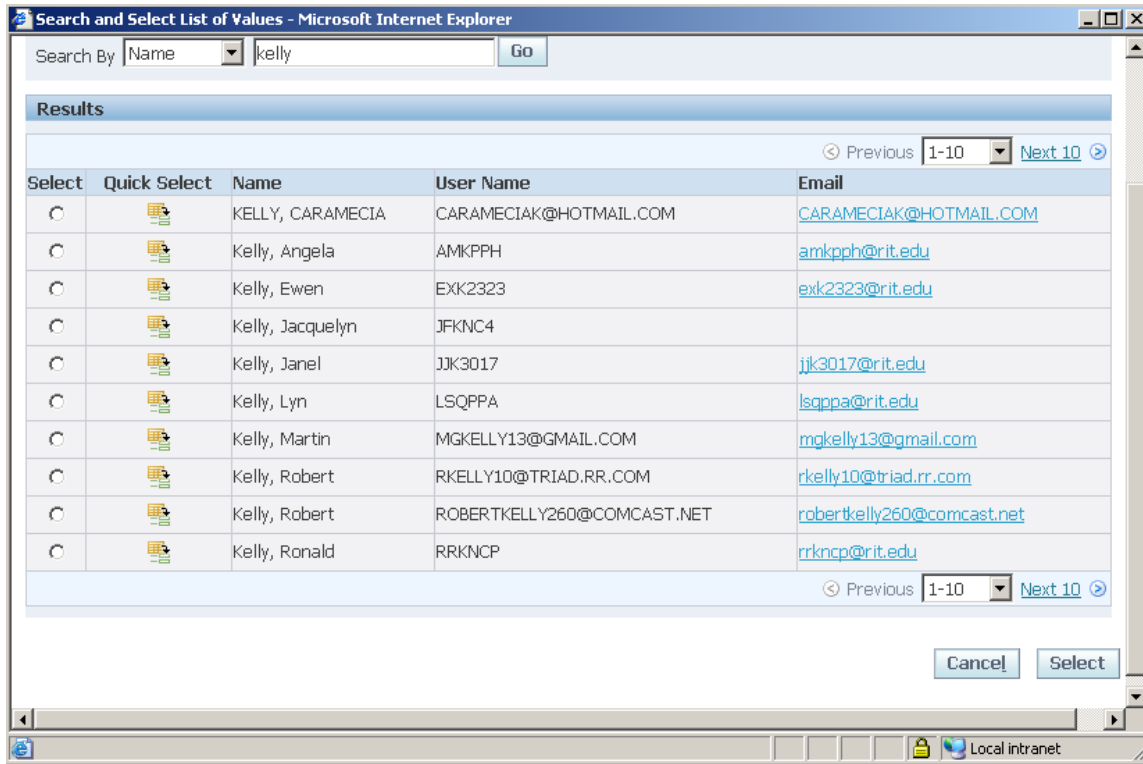 Search and Select List of Values - Microsoft Internet Explorer
Search By Name kelly Go
Results
Previous 1-10 Next 10
Select Quick Select Name User Name Email
KELLY, CARAMECIA CARAMECIAK@HOTMAIL.COM CARAMECIAK@HOTMAIL.COM
Kelly, Angela AMKPPH amkpph@rit.edu
Kelly, Ewen EXK2323 exk2323@rit.edu
Kelly, Jacquelyn JFKNC4
Kelly, Janel JJK3017 jjk3017@rit.edu
Kelly, Lyn LSQPPA lsqppa@rit.edu
Kelly, Martin MGKELLY13@GMAIL.COM mgkelly13@gmail.com
Kelly, Robert RKELLY10@TRIAD.RR.COM rkelly10@triad.rr.com
Kelly, Robert ROBERTKELLY260@COMCAST.NET robertkelly260@comcast.net
Kelly, Ronald RRKNCP rrkncp@rit.edu
Previous 1-10 Next 10
Cancel Select
Local intranet